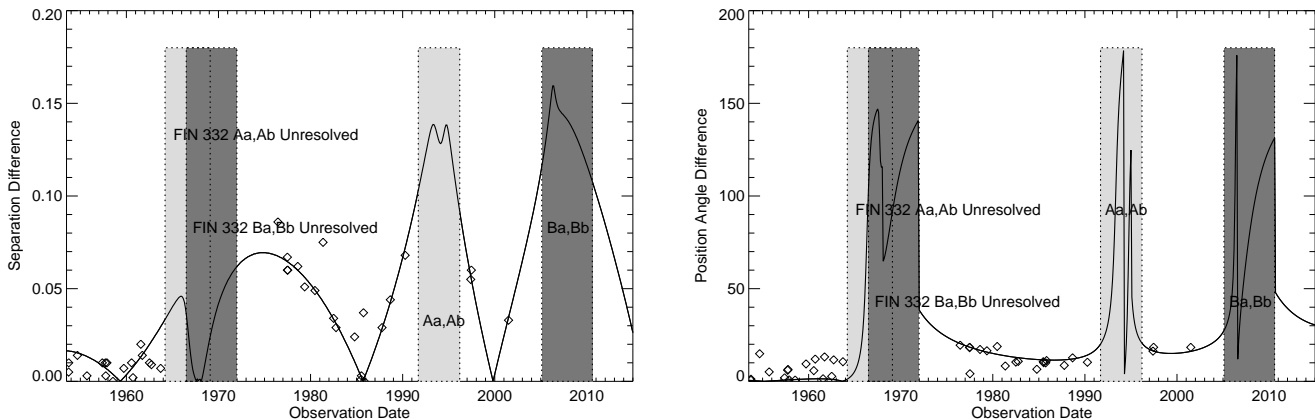 0.20
0.15
0.10
0.05
0.00
Separation Difference
FIN 332 Aa,Ab Unresolved
FIN 332 Ba,Bb Unresolved
Aa,Ab
Ba,Bb
1960 1970 1980 1990 2000 2010
Observation Date
200
150
100
50
0
Position Angle Difference
FIN 332 Aa,Ab Unresolved
Aa,Ab
FIN 332 Ba,Bb Unresolved
Ba,Bb
1960 1970 1980 1990 2000 2010
Observation Date